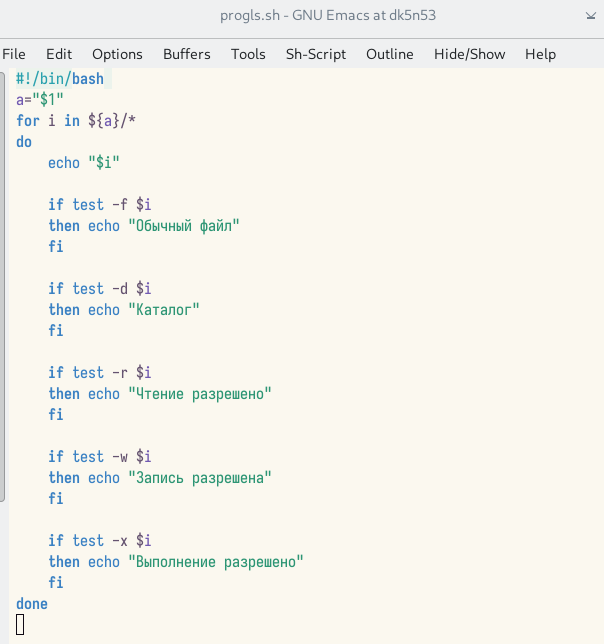 progls.sh - GNU Emacs at dk5n53
File Edit Options Buffers Tools Sh-Script Outline Hide/Show Help
#!/bin/bash
a="$1"
for i in ${a}/*
do
    echo "$i"

    if test -f $i
    then echo "Обычный файл"
    fi

    if test -d $i
    then echo "Каталог"
    fi

    if test -r $i
    then echo "Чтение разрешено"
    fi

    if test -w $i
    then echo "Запись разрешена"
    fi

    if test -x $i
    then echo "Выполнение разрешено"
    fi
done